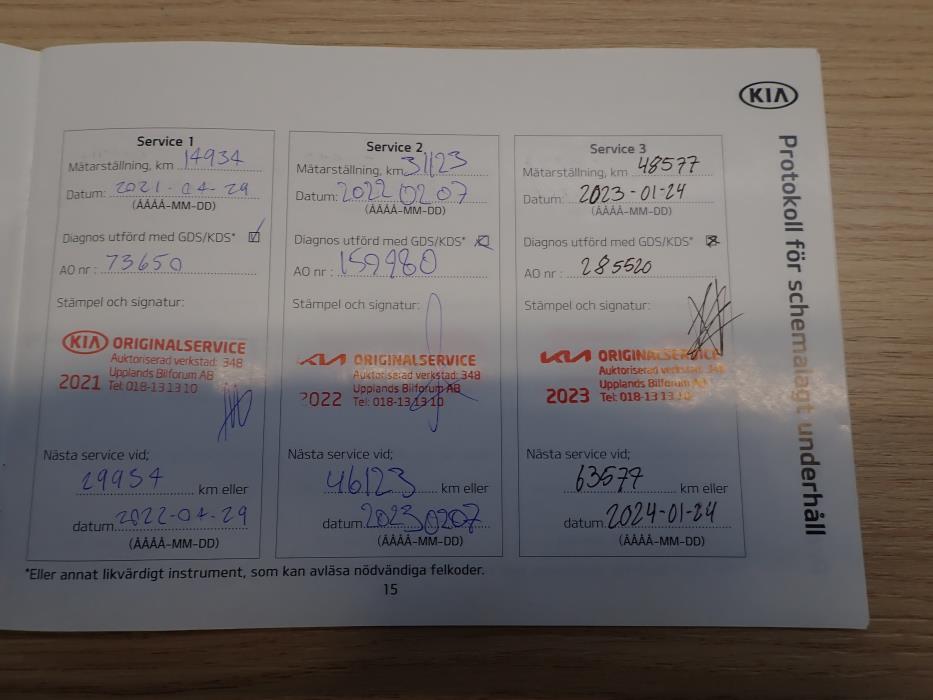 KIA
Protokoll för schemalagt underhåll
Service 1
Mätarställning, km 14934
Datum: 2021-04-29
(ÅÅÅÅ-MM-DD)
Diagnos utförd med GDS/KDS*
AO nr : 73650
Stämpel och signatur:
KIA ORIGINALSERVICE
Auktoriserad verkstad: 348
Upplands Bilforum AB
2021 Tel: 018-13 13 10
Nästa service vid;
29934 km eller
datum 2022-04-29
(ÅÅÅÅ-MM-DD)
Service 2
Mätarställning, km 31123
Datum: 2022 02 07
(ÅÅÅÅ-MM-DD)
Diagnos utförd med GDS/KDS*
AO nr : 159980
Stämpel och signatur:
KIA ORIGINALSERVICE
Auktoriserad verkstad: 348
Upplands Bilforum AB
2022 Tel: 018-13 13 10
Nästa service vid;
46123 km eller
datum 2023 0207
(ÅÅÅÅ-MM-DD)
Service 3
Mätarställning, km 48577
Datum: 2023-01-24
(ÅÅÅÅ-MM-DD)
Diagnos utförd med GDS/KDS*
AO nr : 285520
Stämpel och signatur:
KIA ORIGINALSERVICE
Auktoriserad verkstad: 348
Upplands Bilforum AB
2023 Tel: 018-13 13 10
Nästa service vid;
63577 km eller
datum 2024-01-24
(ÅÅÅÅ-MM-DD)
*Eller annat likvärdigt instrument, som kan avläsa nödvändiga felkoder.
15